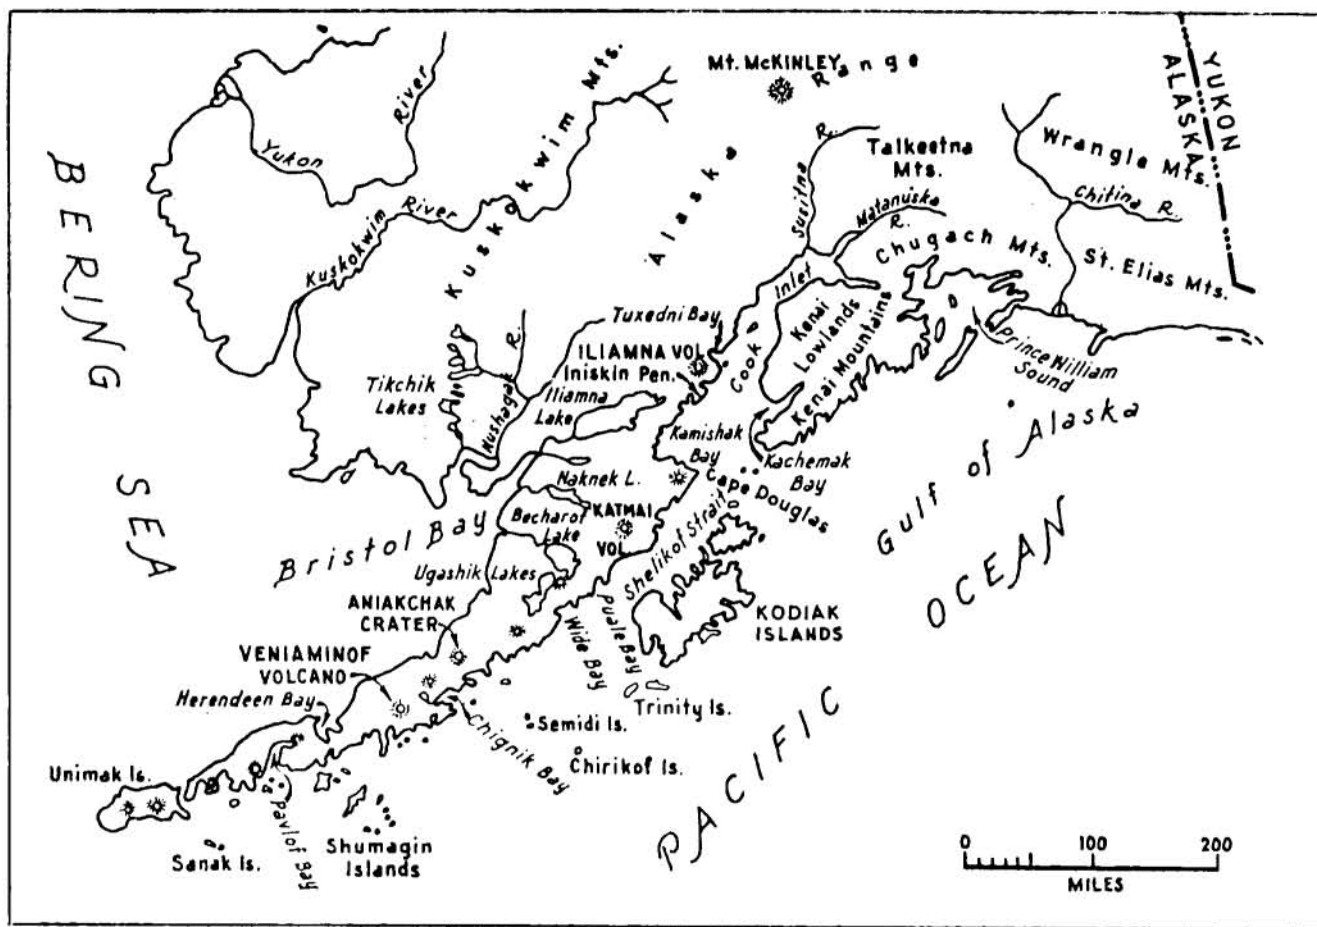 Mt. McKINLEY
Alaska Range
YUKON
ALASKA
Wrangle Mts.
Chitina R.
St. Elias Mts.
Talkeetna
Mts.
Susitna R.
Matanuska
R.
Chugach Mts.
BERING SEA
Yukon River
Kuskokwim River
Kuskokwim Mts.
Tuxedni Bay
ILIAMNA VOL.
Iniskin Pen.
Iliamna
Lake
Cook Inlet
Kenai
Lowlands
Kenai Mountains
Prince William
Sound
Tikchik
Lakes
Nushagak R.
Kamishak
Bay
Kachemak
Bay
Cape Douglas
Gulf of Alaska
PACIFIC OCEAN
Naknek L.
Becharof
Lake
KATMAI
VOL.
Bristol Bay
Ugashik Lakes
Shelikof Strait
KODIAK
ISLANDS
ANIAKCHAK
CRATER
VENIAMINOF
VOLCANO
Herendeen Bay
Puale Bay
Wide Bay
Trinity Is.
Semidi Is.
Chirikof Is.
Chignik Bay
Unimak Is.
Pavlof Bay
Sanak Is.
Shumagin
Islands
0 100 200
MILES